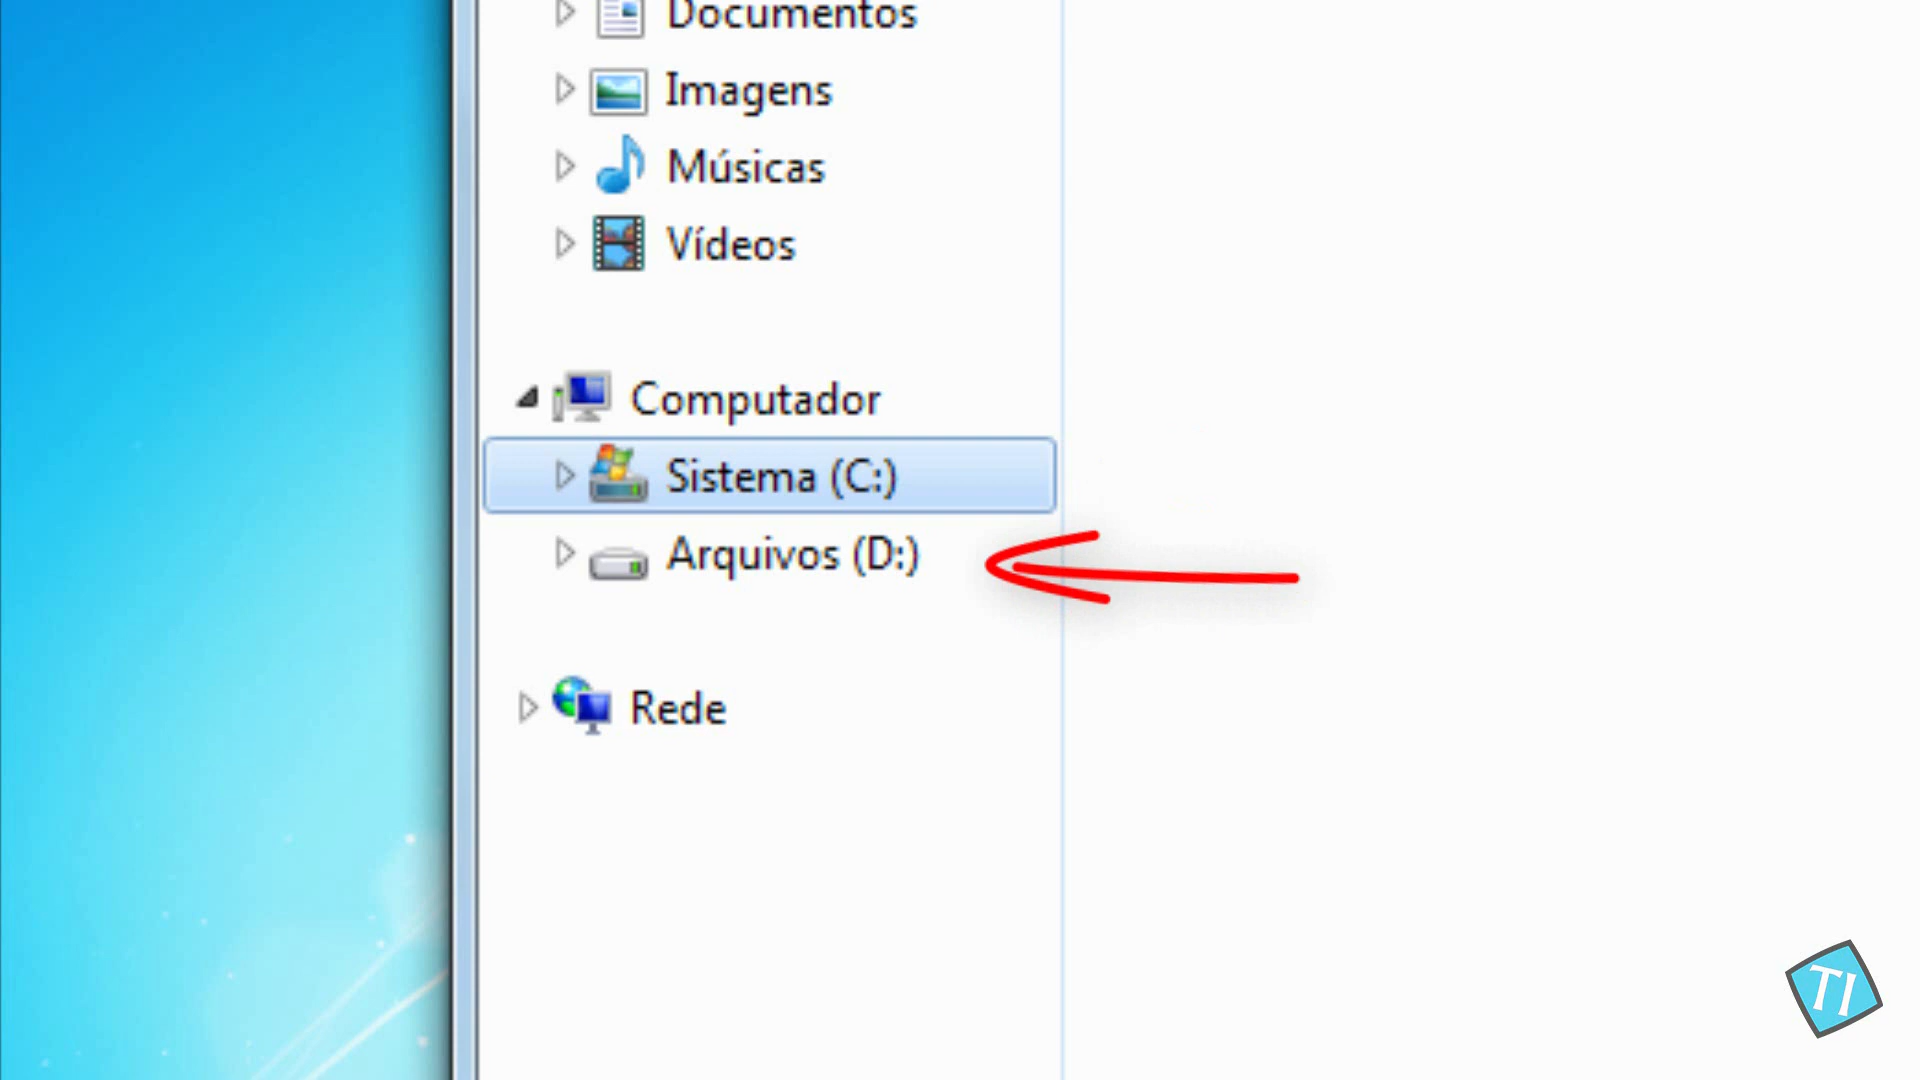 Documentos
Imagens
Músicas
Vídeos
Computador
Sistema (C:)
Arquivos (D:)
Rede
TI